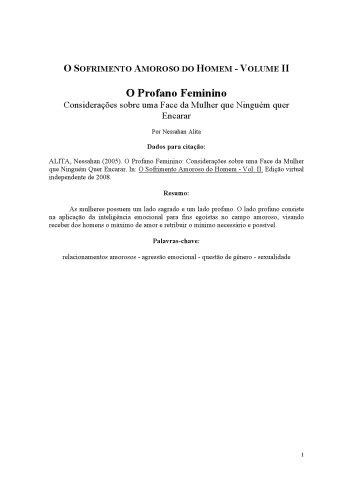 O SOFRIMENTO AMOROSO DO HOMEM - VOLUME II
O Profano Feminino
Considerações sobre uma Face da Mulher que Ninguém quer
Encarar
Por Nessahan Alita
Dados para citação:
ALITA, Nessahan (2005). O Profano Feminino: Considerações sobre uma Face da Mulher
que Ninguém Quer Encarar. In: O Sofrimento Amoroso do Homem - Vol. II. Edição virtual
independente de 2008.
Resumo:
As mulheres possuem um lado sagrado e um lado profano. O lado profano consiste
na aplicação da inteligência emocional para fins egoístas no campo amoroso, visando
receber dos homens o máximo de amor e retribuir o mínimo necessário e possível.
Palavras-chave:
relacionamentos amorosos - agressão emocional - questão de gênero - sexualidade
1